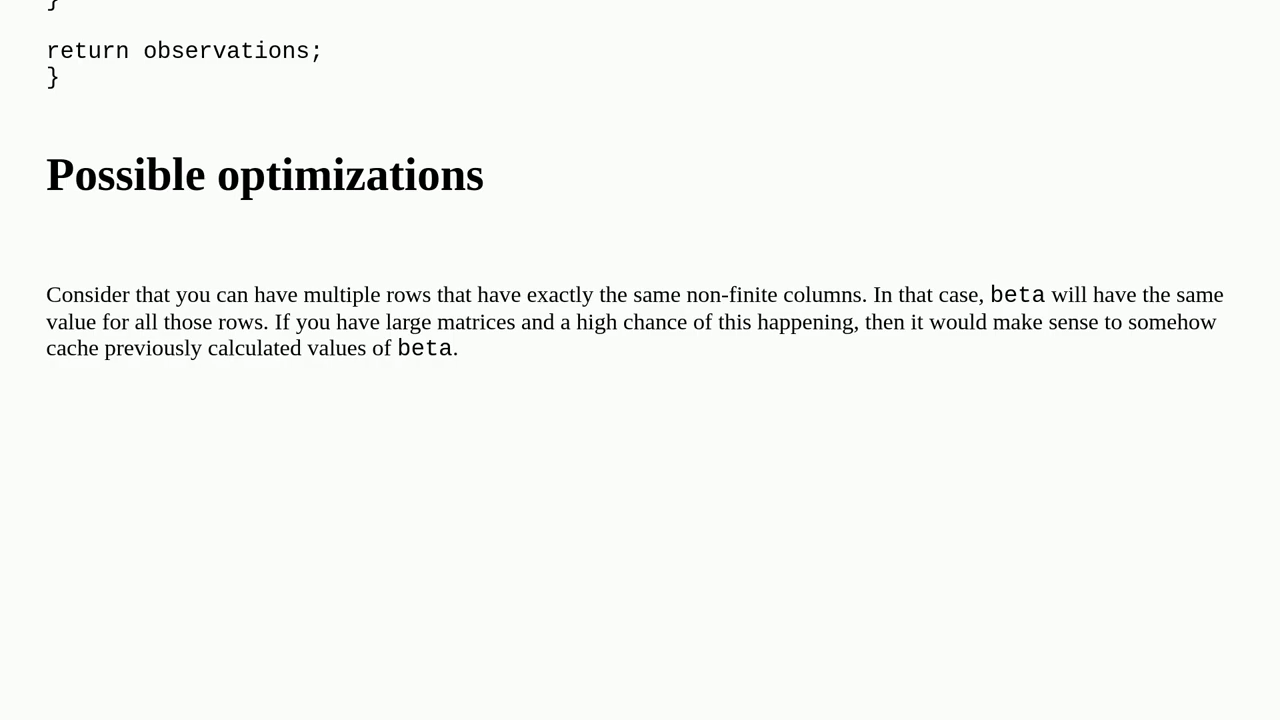 }
return observations;
}
Possible optimizations
Consider that you can have multiple rows that have exactly the same non-finite columns. In that case, beta will have the same
value for all those rows. If you have large matrices and a high chance of this happening, then it would make sense to somehow
cache previously calculated values of beta.